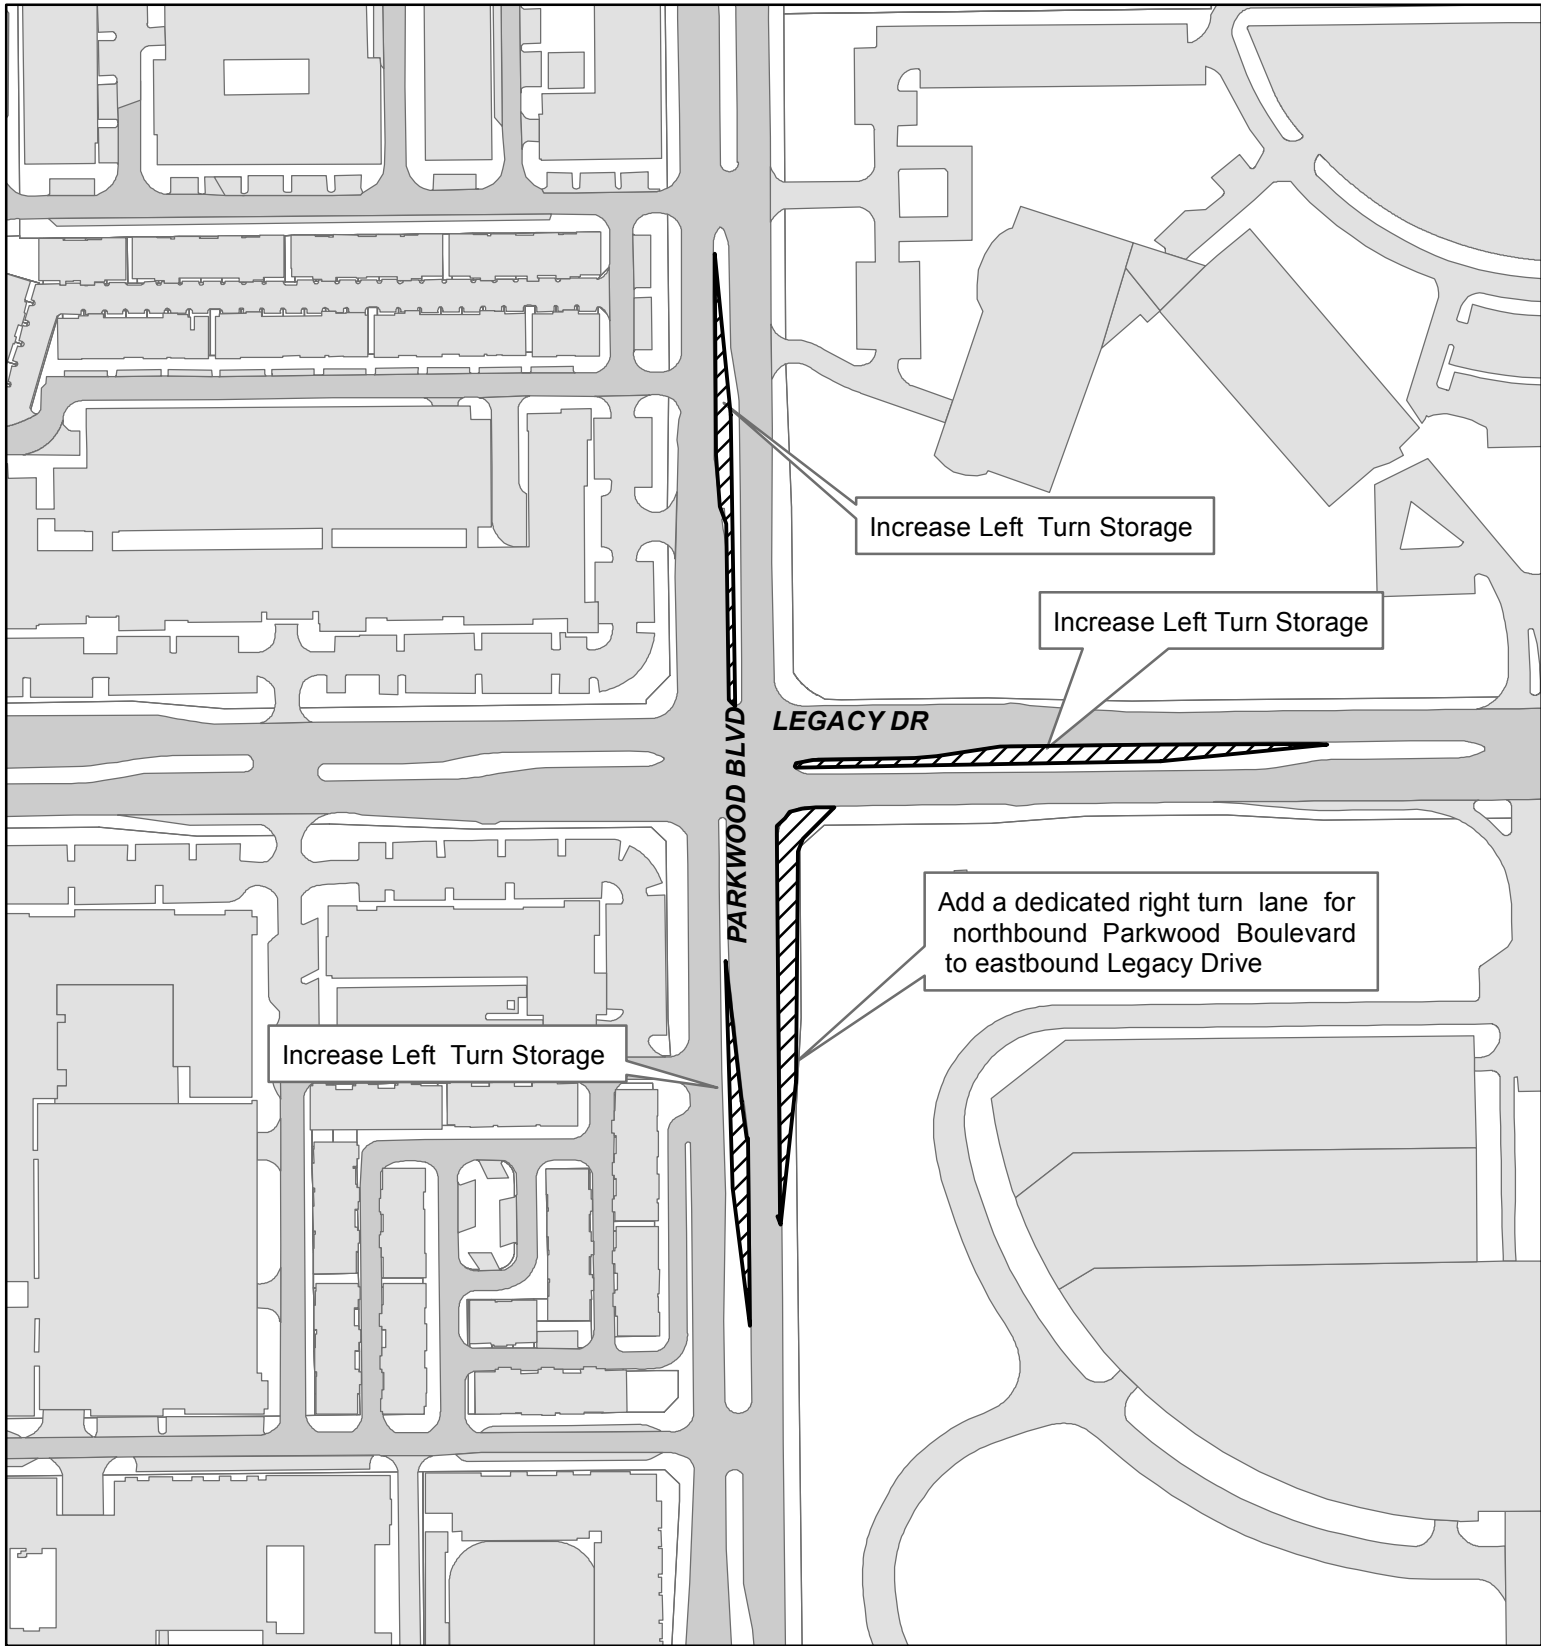 Increase Left Turn Storage
Increase Left Turn Storage
LEGACY DR
PARKWOOD BLVD
Add a dedicated right turn lane for
northbound Parkwood Boulevard
to eastbound Legacy Drive
Increase Left Turn Storage